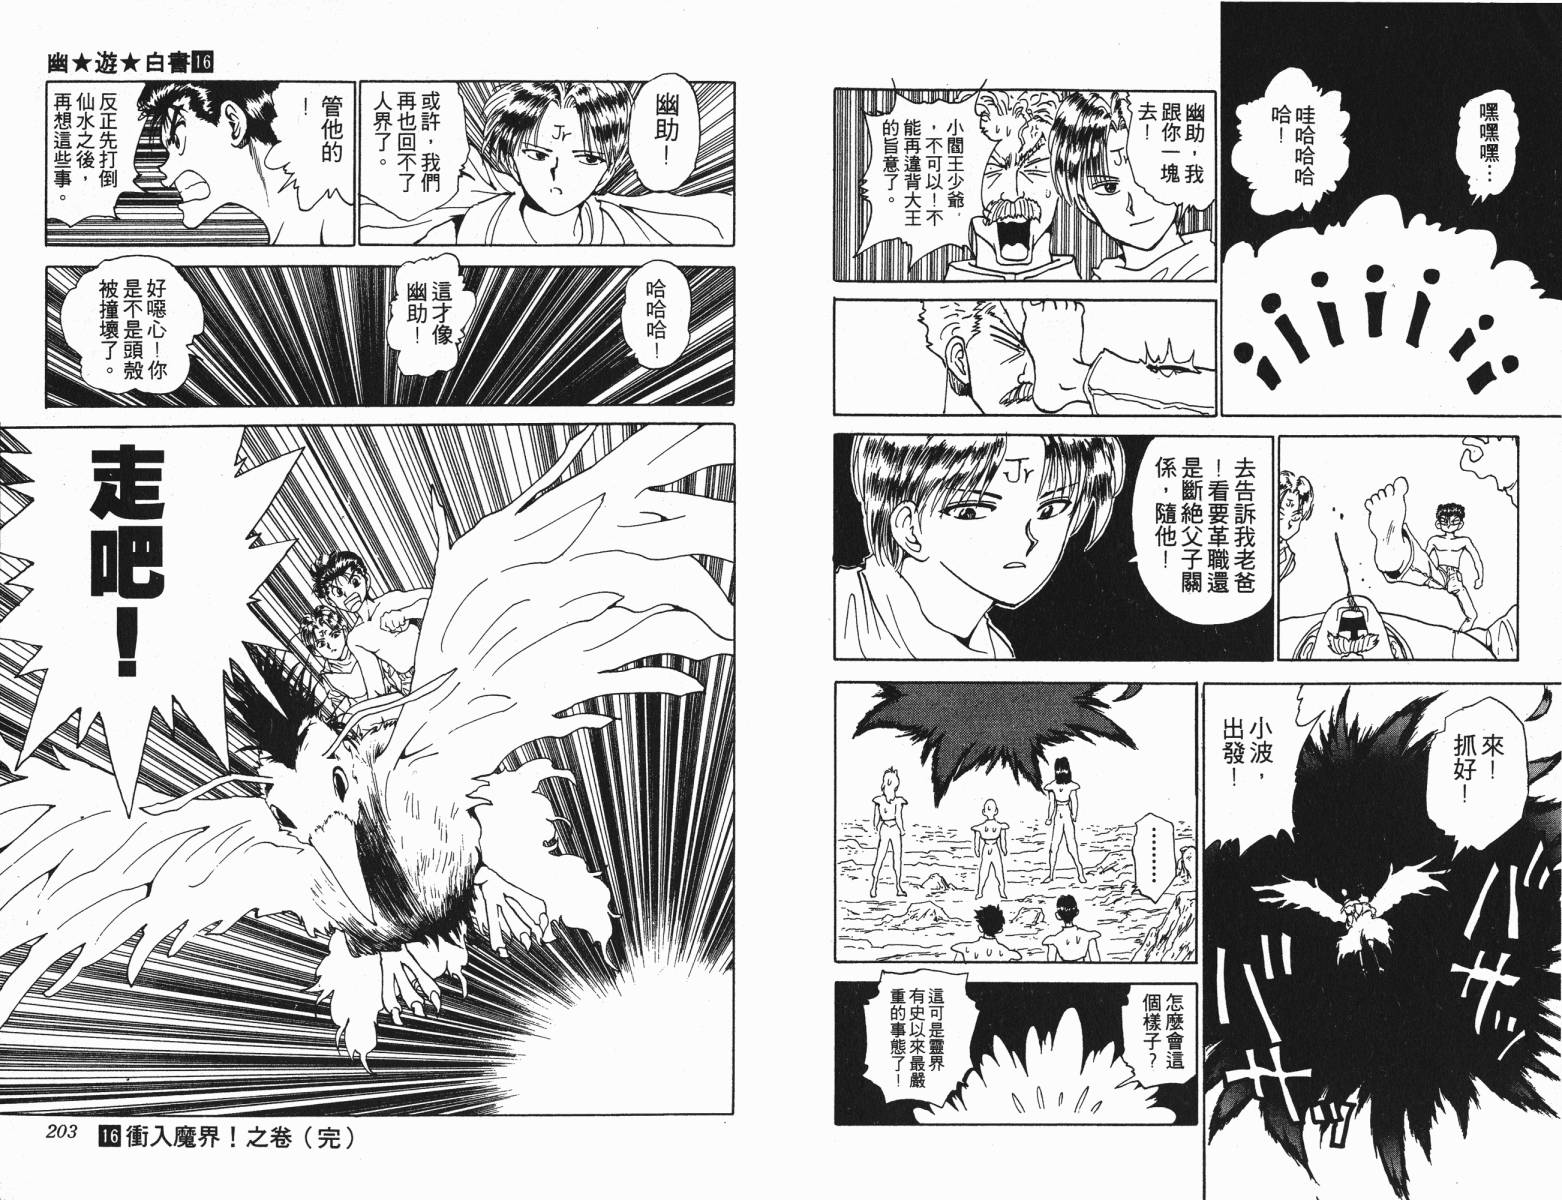 嘿嘿嘿…
哇哈哈哈
哈！
！！！！！！！
幽助，我
跟你一塊
去！
小閻王少爺，
不可以！不
能再違背大王
的旨意了。
去告訴我老爸
！看要革職還
是斷絕父子關
係，隨他！
Jr
來！
抓好！
小波，
出發！
………
怎麼會這
個樣子？
這可是靈界
有史以來最嚴
重的事態了！
幽★遊★白書16
幽助！
或許，我們
再也回不了
人界了。
Jr
管他的
！
反正先打倒
仙水之後，
再想這些事。
哈哈哈！
這才像
幽助！
好噁心！你
是不是頭殼
被撞壞了。
走吧！
Jr
203
16衝入魔界！之卷（完）